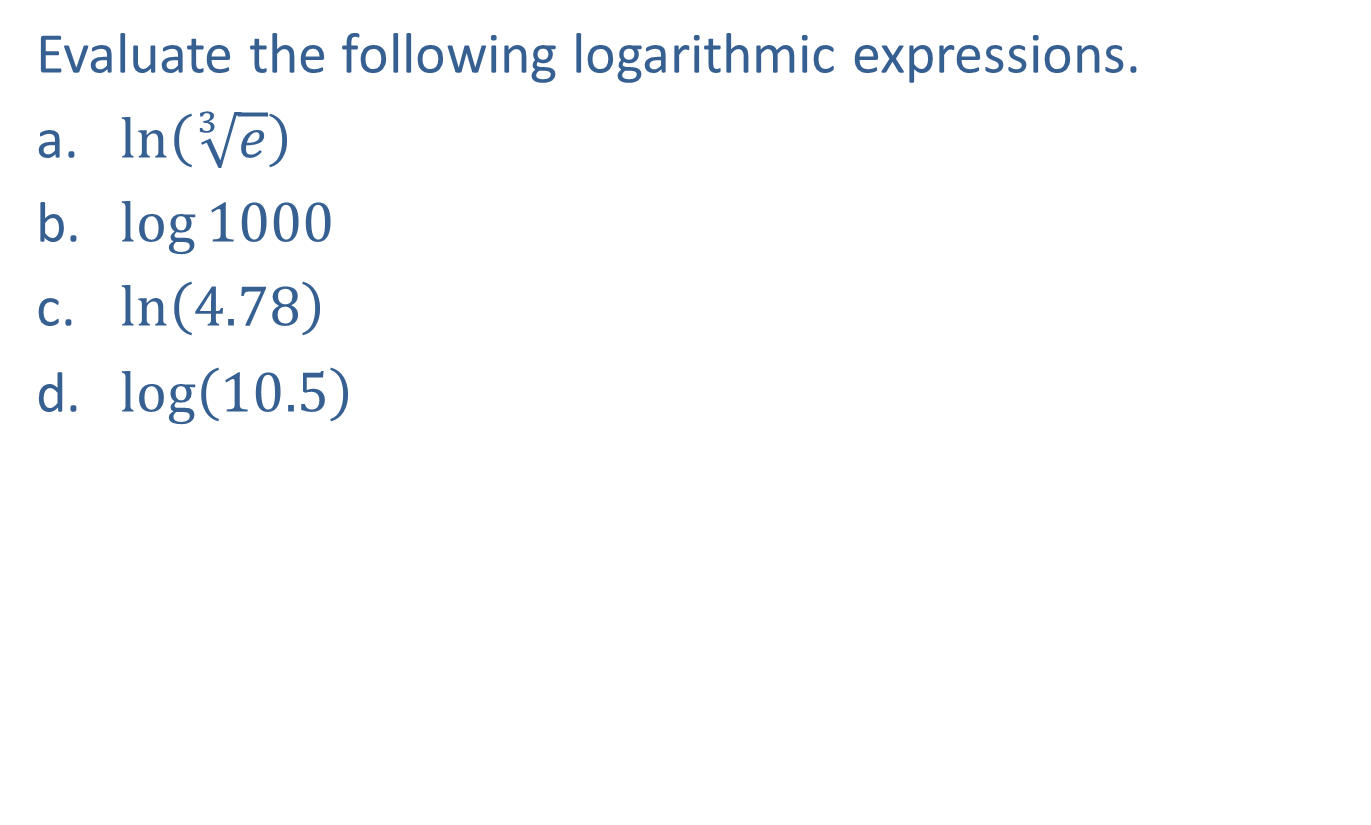 Evaluate the following logarithmic expressions.
a. ln(∛e)
b. log 1000
c. ln(4.78)
d. log(10.5)